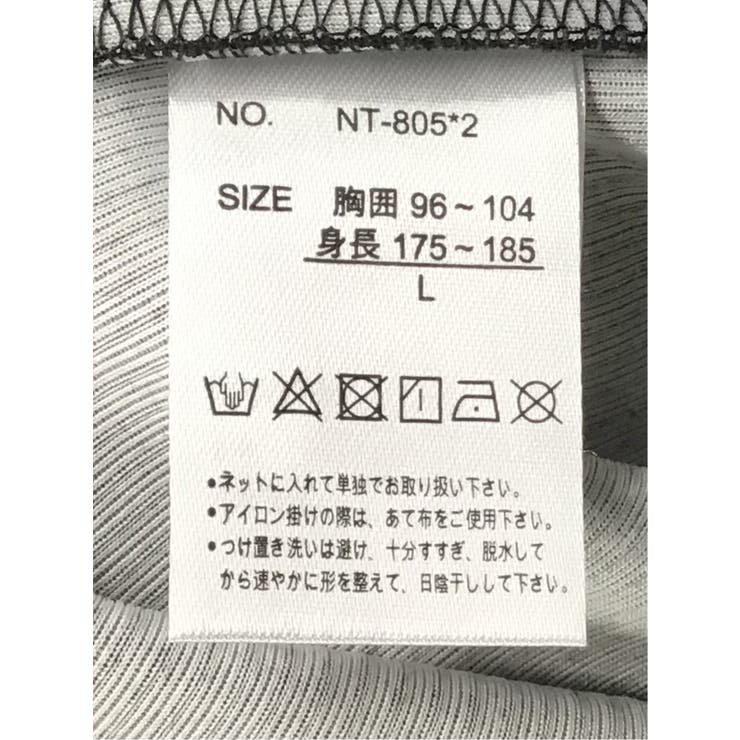 NO. NT-805*2
SIZE 胸囲 96～104
身長 175～185
L
•ネットに入れて単独でお取り扱い下さい。
•アイロン掛けの際は、あて布をご使用下さい。
•つけ置き洗いは避け、十分すすぎ、脱水して
から速やかに形を整えて、日陰干しして下さい。